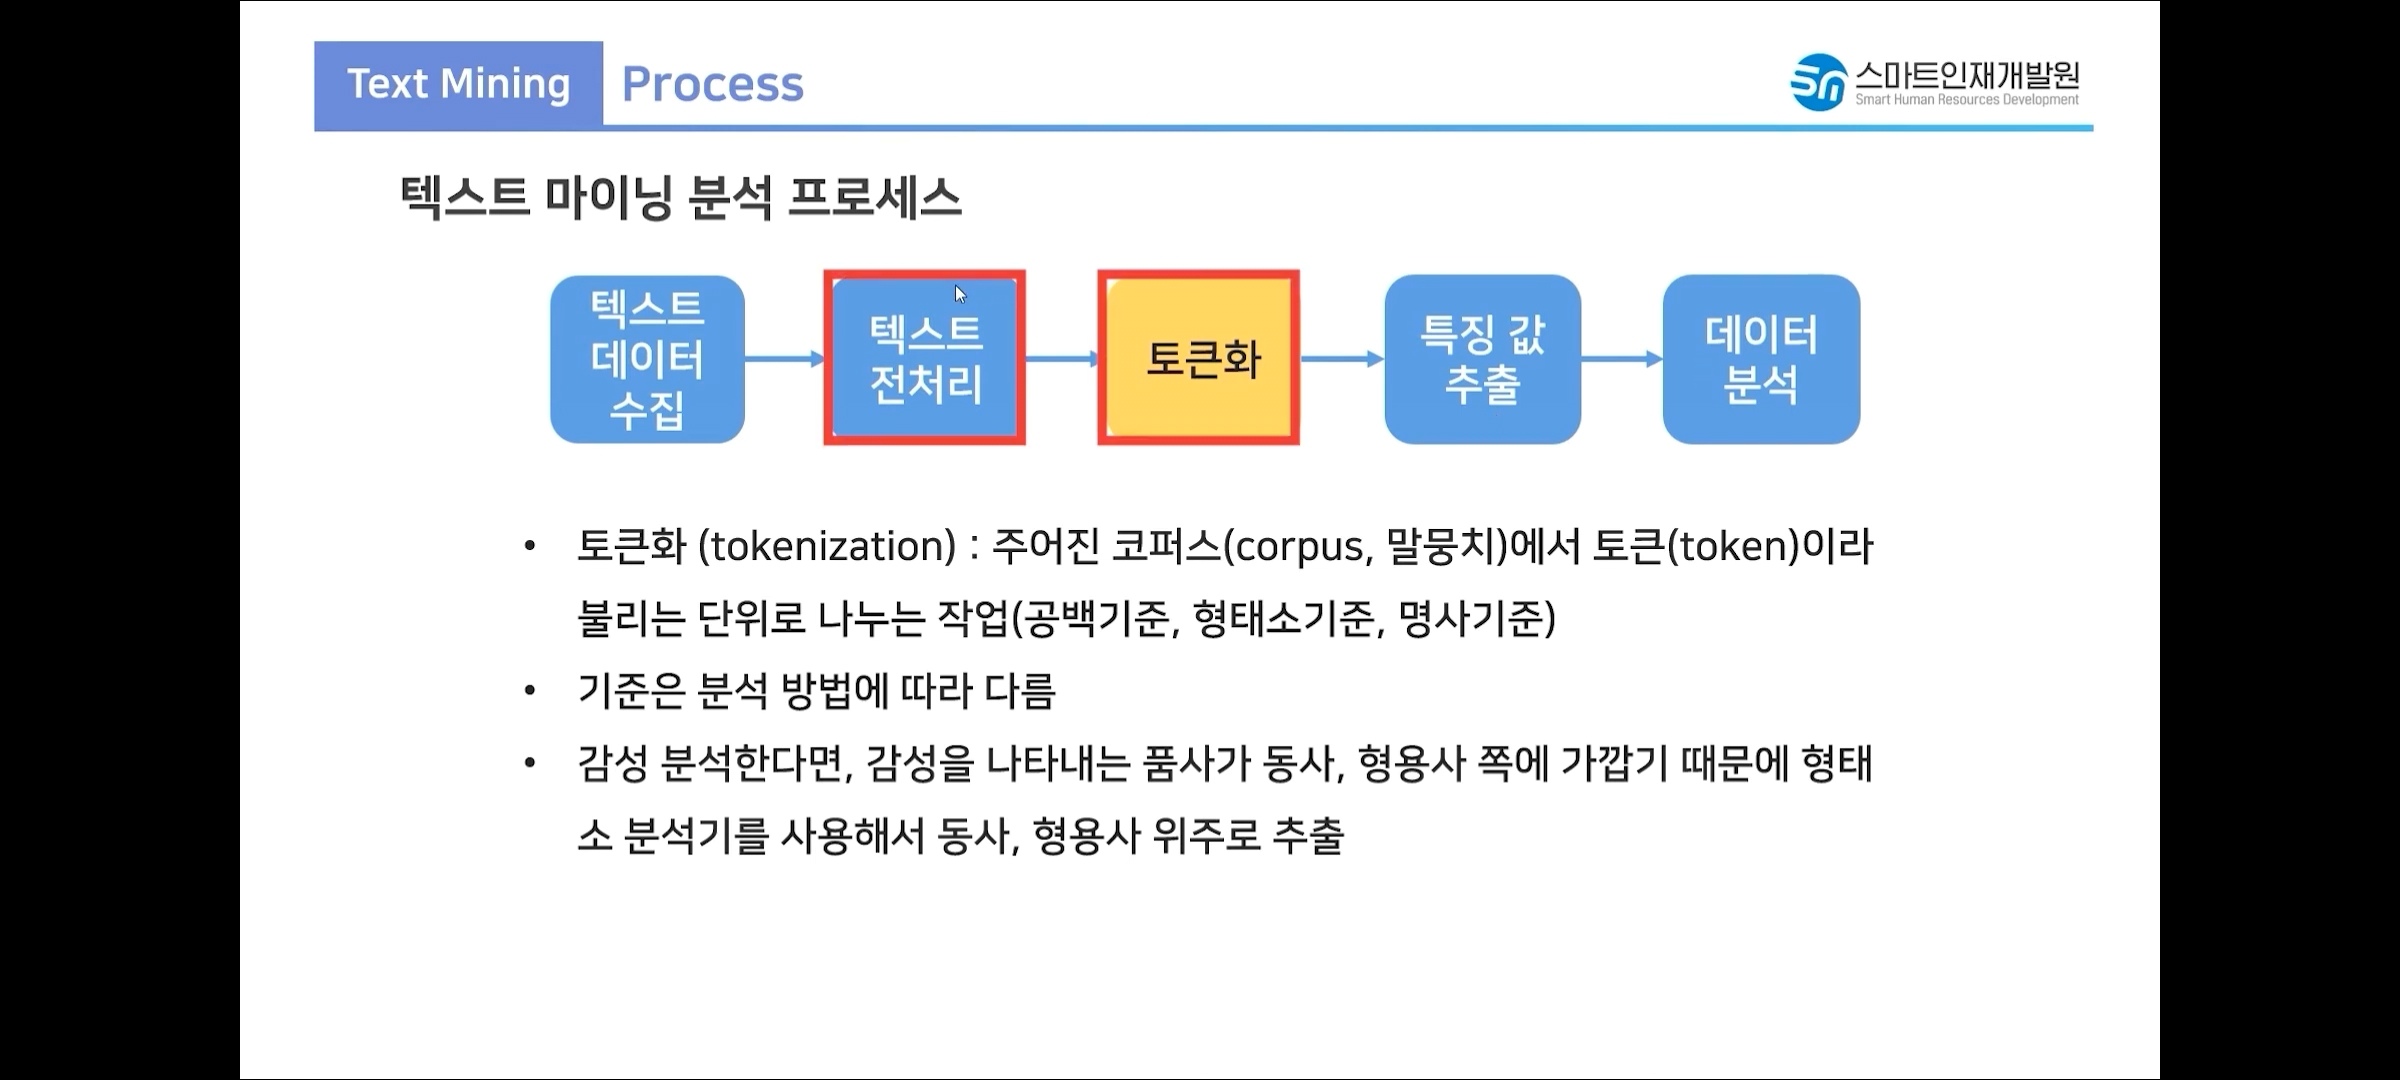 Text Mining
Process
스마트인재개발원
Smart Human Resources Development
텍스트 마이닝 분석 프로세스
텍스트
데이터
수집
텍스트
전처리
토큰화
특징 값
추출
데이터
분석
• 토큰화 (tokenization) : 주어진 코퍼스(corpus, 말뭉치)에서 토큰(token)이라
불리는 단위로 나누는 작업(공백기준, 형태소기준, 명사기준)
• 기준은 분석 방법에 따라 다름
• 감성 분석한다면, 감성을 나타내는 품사가 동사, 형용사 쪽에 가깝기 때문에 형태
소 분석기를 사용해서 동사, 형용사 위주로 추출